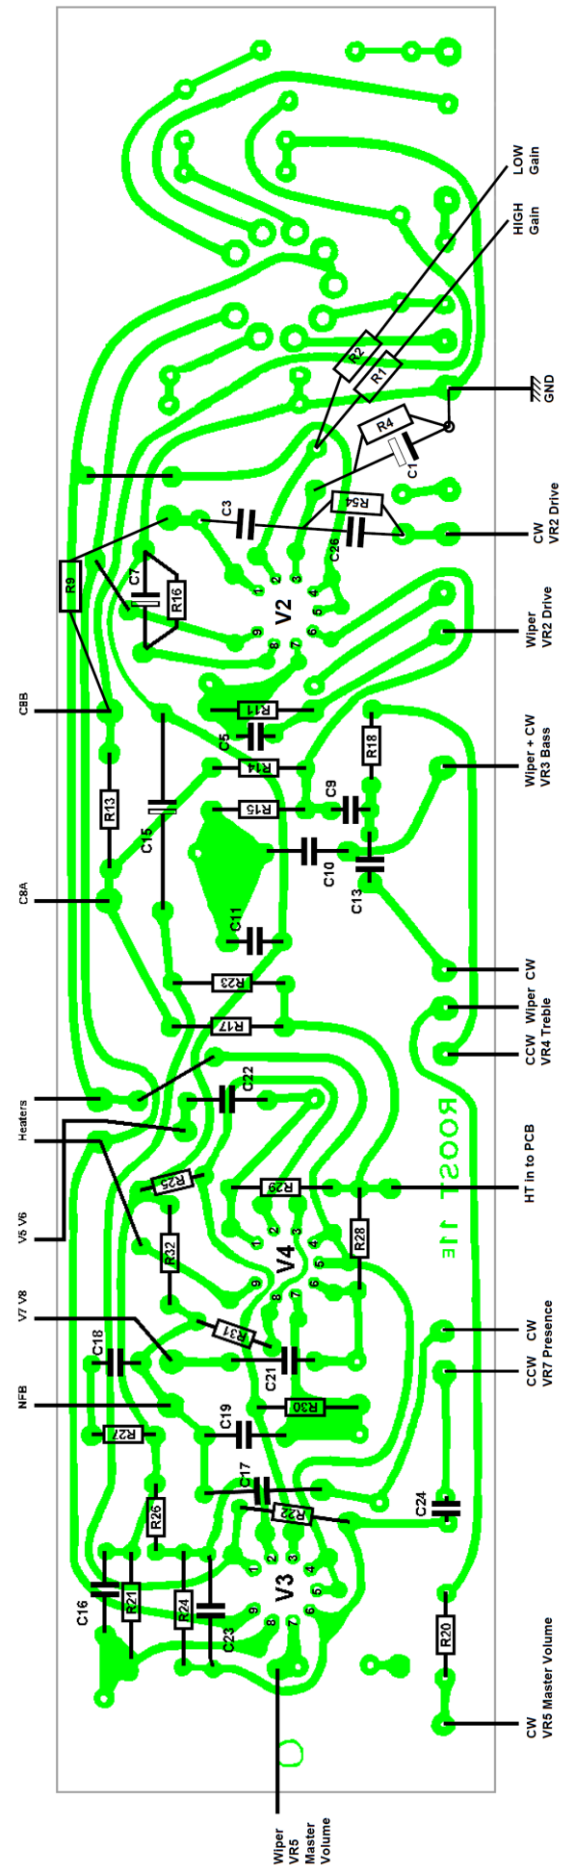 LOW
Gain
HIGH
Gain
R2
R1
R4
C1
GND
C3
R54
C26
CW
VR2 Drive
R9
C7
R16
1
2
3
4
5
6
7
8
9
V2
Wiper
VR2 Drive
C8B
R11
C5
R14
R18
Wiper + CW
VR3 Bass
R13
C15
R15
C9
C10
C13
C8A
C11
R23
R17
CW
Wiper
CCW
VR4 Treble
Heaters
C22
ROOST 11E
R25
R29
HT in to PCB
V5 V6
R32
1
2
3
4
5
6
7
8
9
V4
R28
V7 V8
C18
R31
C21
CW
CCW
VR7 Presence
NFB
R27
C19
R30
C17
R22
C24
R26
C16
R21
R24
C23
1
2
3
4
5
6
7
8
9
V3
R20
CW
VR5 Master Volume
Wiper
VR5
Master
Volume